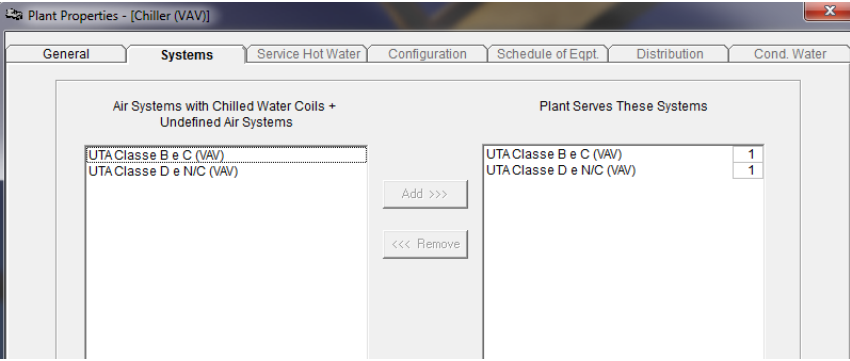 Plant Properties - [Chiller (VAV)]
General
Systems
Service Hot Water
Configuration
Schedule of Eqpt.
Distribution
Cond. Water
Air Systems with Chilled Water Coils +
Undefined Air Systems
UTA Classe B e C (VAV)
UTA Classe D e N/C (VAV)
Add >>>
<<< Remove
Plant Serves These Systems
UTA Classe B e C (VAV) 1
UTA Classe D e N/C (VAV) 1